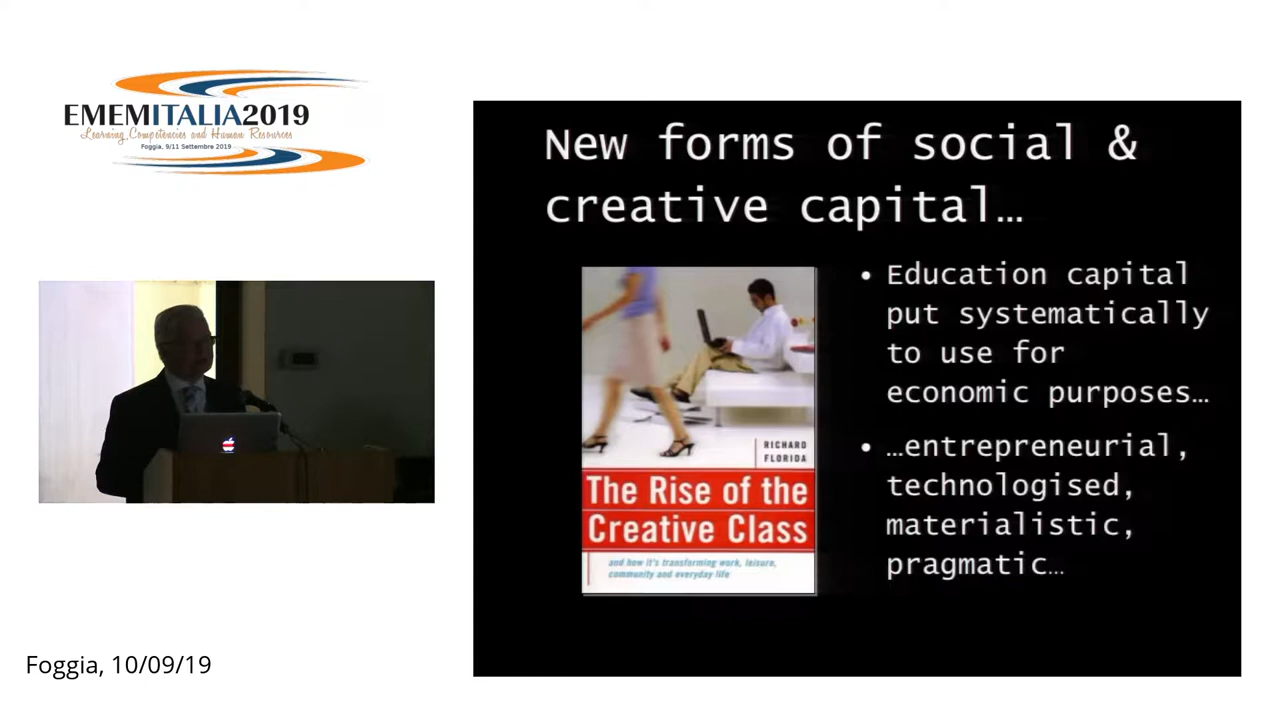 EMEMITALIA2019
Learning, Competencies and Human Resources
Foggia, 9/11 Settembre 2019
New forms of social &
creative capital…
• Education capital
put systematically
to use for
economic purposes…
• …entrepreneurial,
technologised,
materialistic,
pragmatic…
RICHARD
FLORIDA
The Rise of the
Creative Class
and how it's transforming work, leisure,
community and everyday life
Foggia, 10/09/19